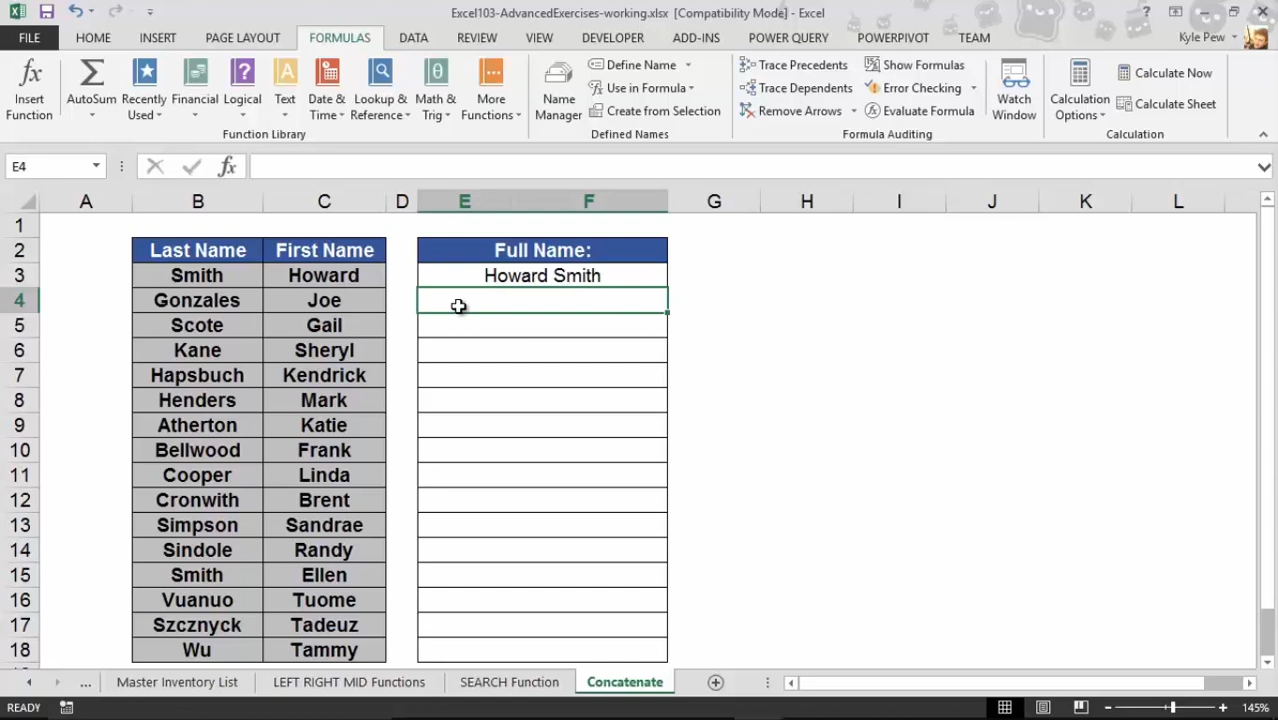 Excel103-AdvancedExercises-working.xlsx [Compatibility Mode] - Excel
FILE HOME INSERT PAGE LAYOUT FORMULAS DATA REVIEW VIEW DEVELOPER ADD-INS POWER QUERY POWERPIVOT TEAM Kyle Pew
Insert Function
AutoSum
Recently Used
Financial
Logical
Text
Date & Time
Lookup & Reference
Math & Trig
More Functions
Function Library
Name Manager
Define Name
Use in Formula
Create from Selection
Defined Names
Trace Precedents
Trace Dependents
Remove Arrows
Show Formulas
Error Checking
Evaluate Formula
Formula Auditing
Watch Window
Calculation Options
Calculate Now
Calculate Sheet
Calculation
E4 fx
A B C D E F G H I J K L
1
2 Last Name First Name Full Name:
3 Smith Howard Howard Smith
4 Gonzales Joe
5 Scote Gail
6 Kane Sheryl
7 Hapsbuch Kendrick
8 Henders Mark
9 Atherton Katie
10 Bellwood Frank
11 Cooper Linda
12 Cronwith Brent
13 Simpson Sandrae
14 Sindole Randy
15 Smith Ellen
16 Vuanuo Tuome
17 Szcznyck Tadeuz
18 Wu Tammy
... Master Inventory List LEFT RIGHT MID Functions SEARCH Function Concatenate
READY 145%